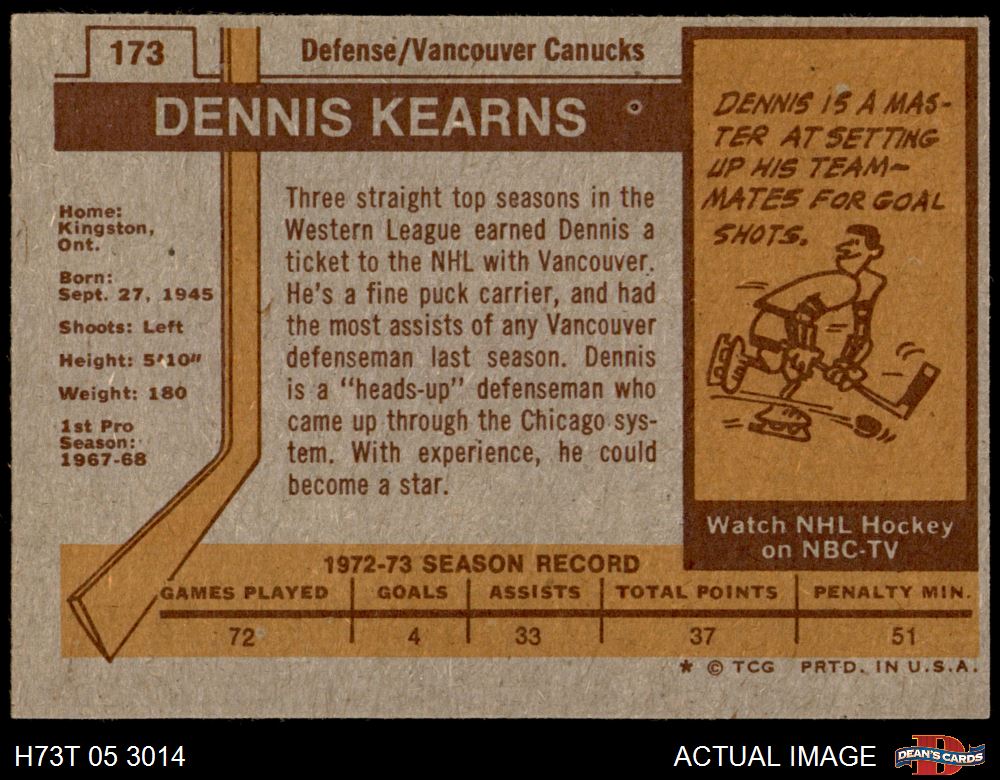 173
Defense/Vancouver Canucks
DENNIS KEARNS
Home:
Kingston,
Ont.
Born:
Sept. 27, 1945
Shoots: Left
Height: 5'10"
Weight: 180
1st Pro
Season:
1967-68
Three straight top seasons in the
Western League earned Dennis a
ticket to the NHL with Vancouver.
He's a fine puck carrier, and had
the most assists of any Vancouver
defenseman last season. Dennis
is a "heads-up" defenseman who
came up through the Chicago sys-
tem. With experience, he could
become a star.
DENNIS IS A MAS-
TER AT SETTING
UP HIS TEAM-
MATES FOR GOAL
SHOTS.
Watch NHL Hockey
on NBC-TV
1972-73 SEASON RECORD
GAMES PLAYED GOALS ASSISTS TOTAL POINTS PENALTY MIN.
72 4 33 37 51
* © TCG PRTD. IN U.S.A.
H73T 05 3014
ACTUAL IMAGE
DEAN'S CARDS